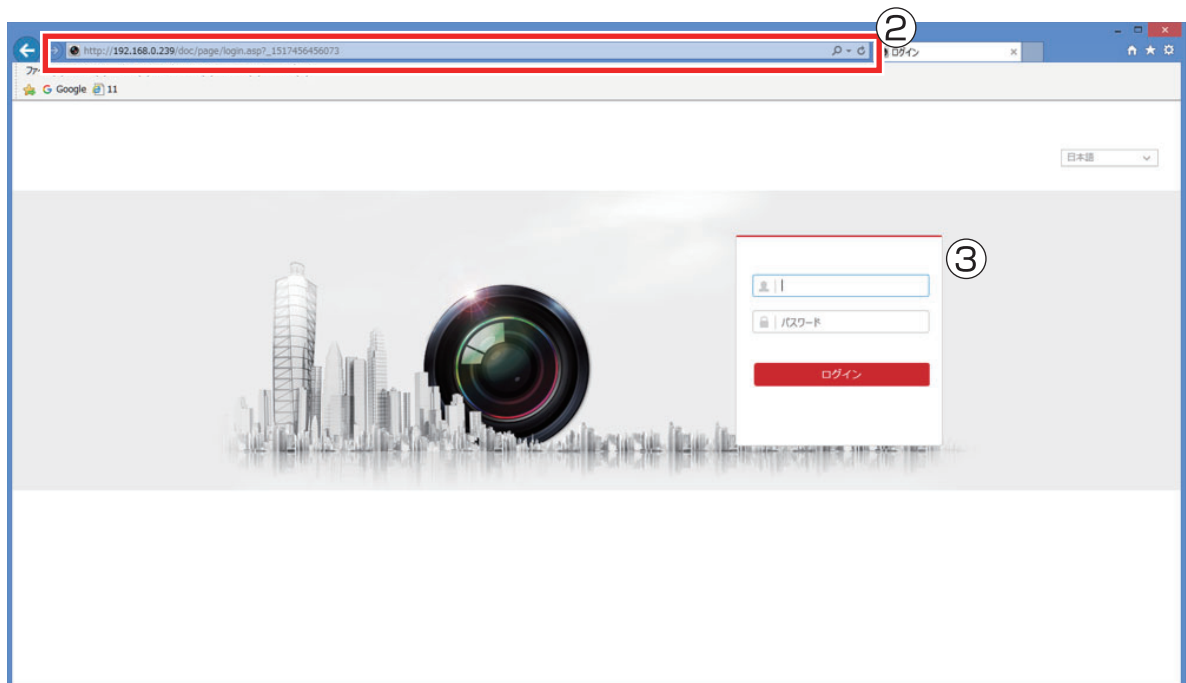 ②
http://192.168.0.239/doc/page/login.asp?_1517456456073
ログイン
Google
11
日本語
③
パスワード
ログイン